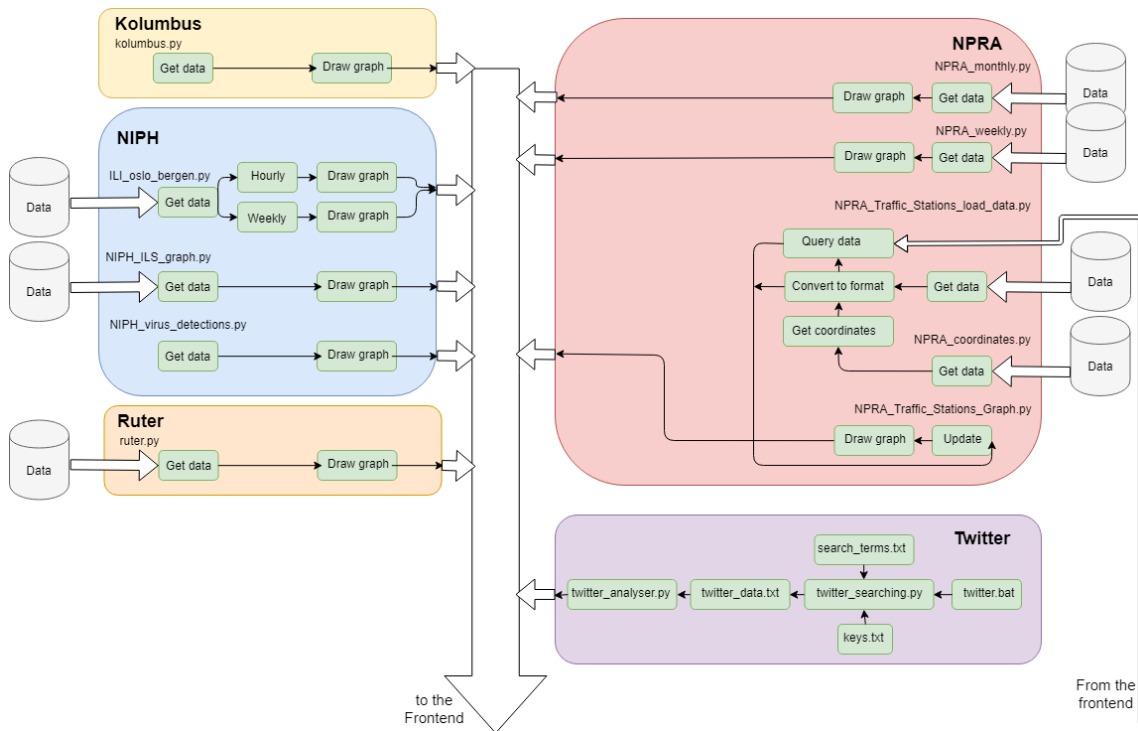 Kolumbus
kolumbus.py
Get data
Draw graph
NIPH
ILI_oslo_bergen.py
Data
Get data
Hourly
Draw graph
Weekly
Draw graph
NIPH_ILS_graph.py
Data
Get data
Draw graph
NIPH_virus_detections.py
Get data
Draw graph
Ruter
ruter.py
Data
Get data
Draw graph
to the
Frontend
NPRA
NPRA_monthly.py
Draw graph
Get data
Data
NPRA_weekly.py
Draw graph
Get data
Data
NPRA_Traffic_Stations_load_data.py
Query data
Convert to format
Get data
Data
Get coordinates
NPRA_coordinates.py
Get data
Data
NPRA_Traffic_Stations_Graph.py
Draw graph
Update
Twitter
search_terms.txt
twitter_analyser.py
twitter_data.txt
twitter_searching.py
twitter.bat
keys.txt
From the
frontend